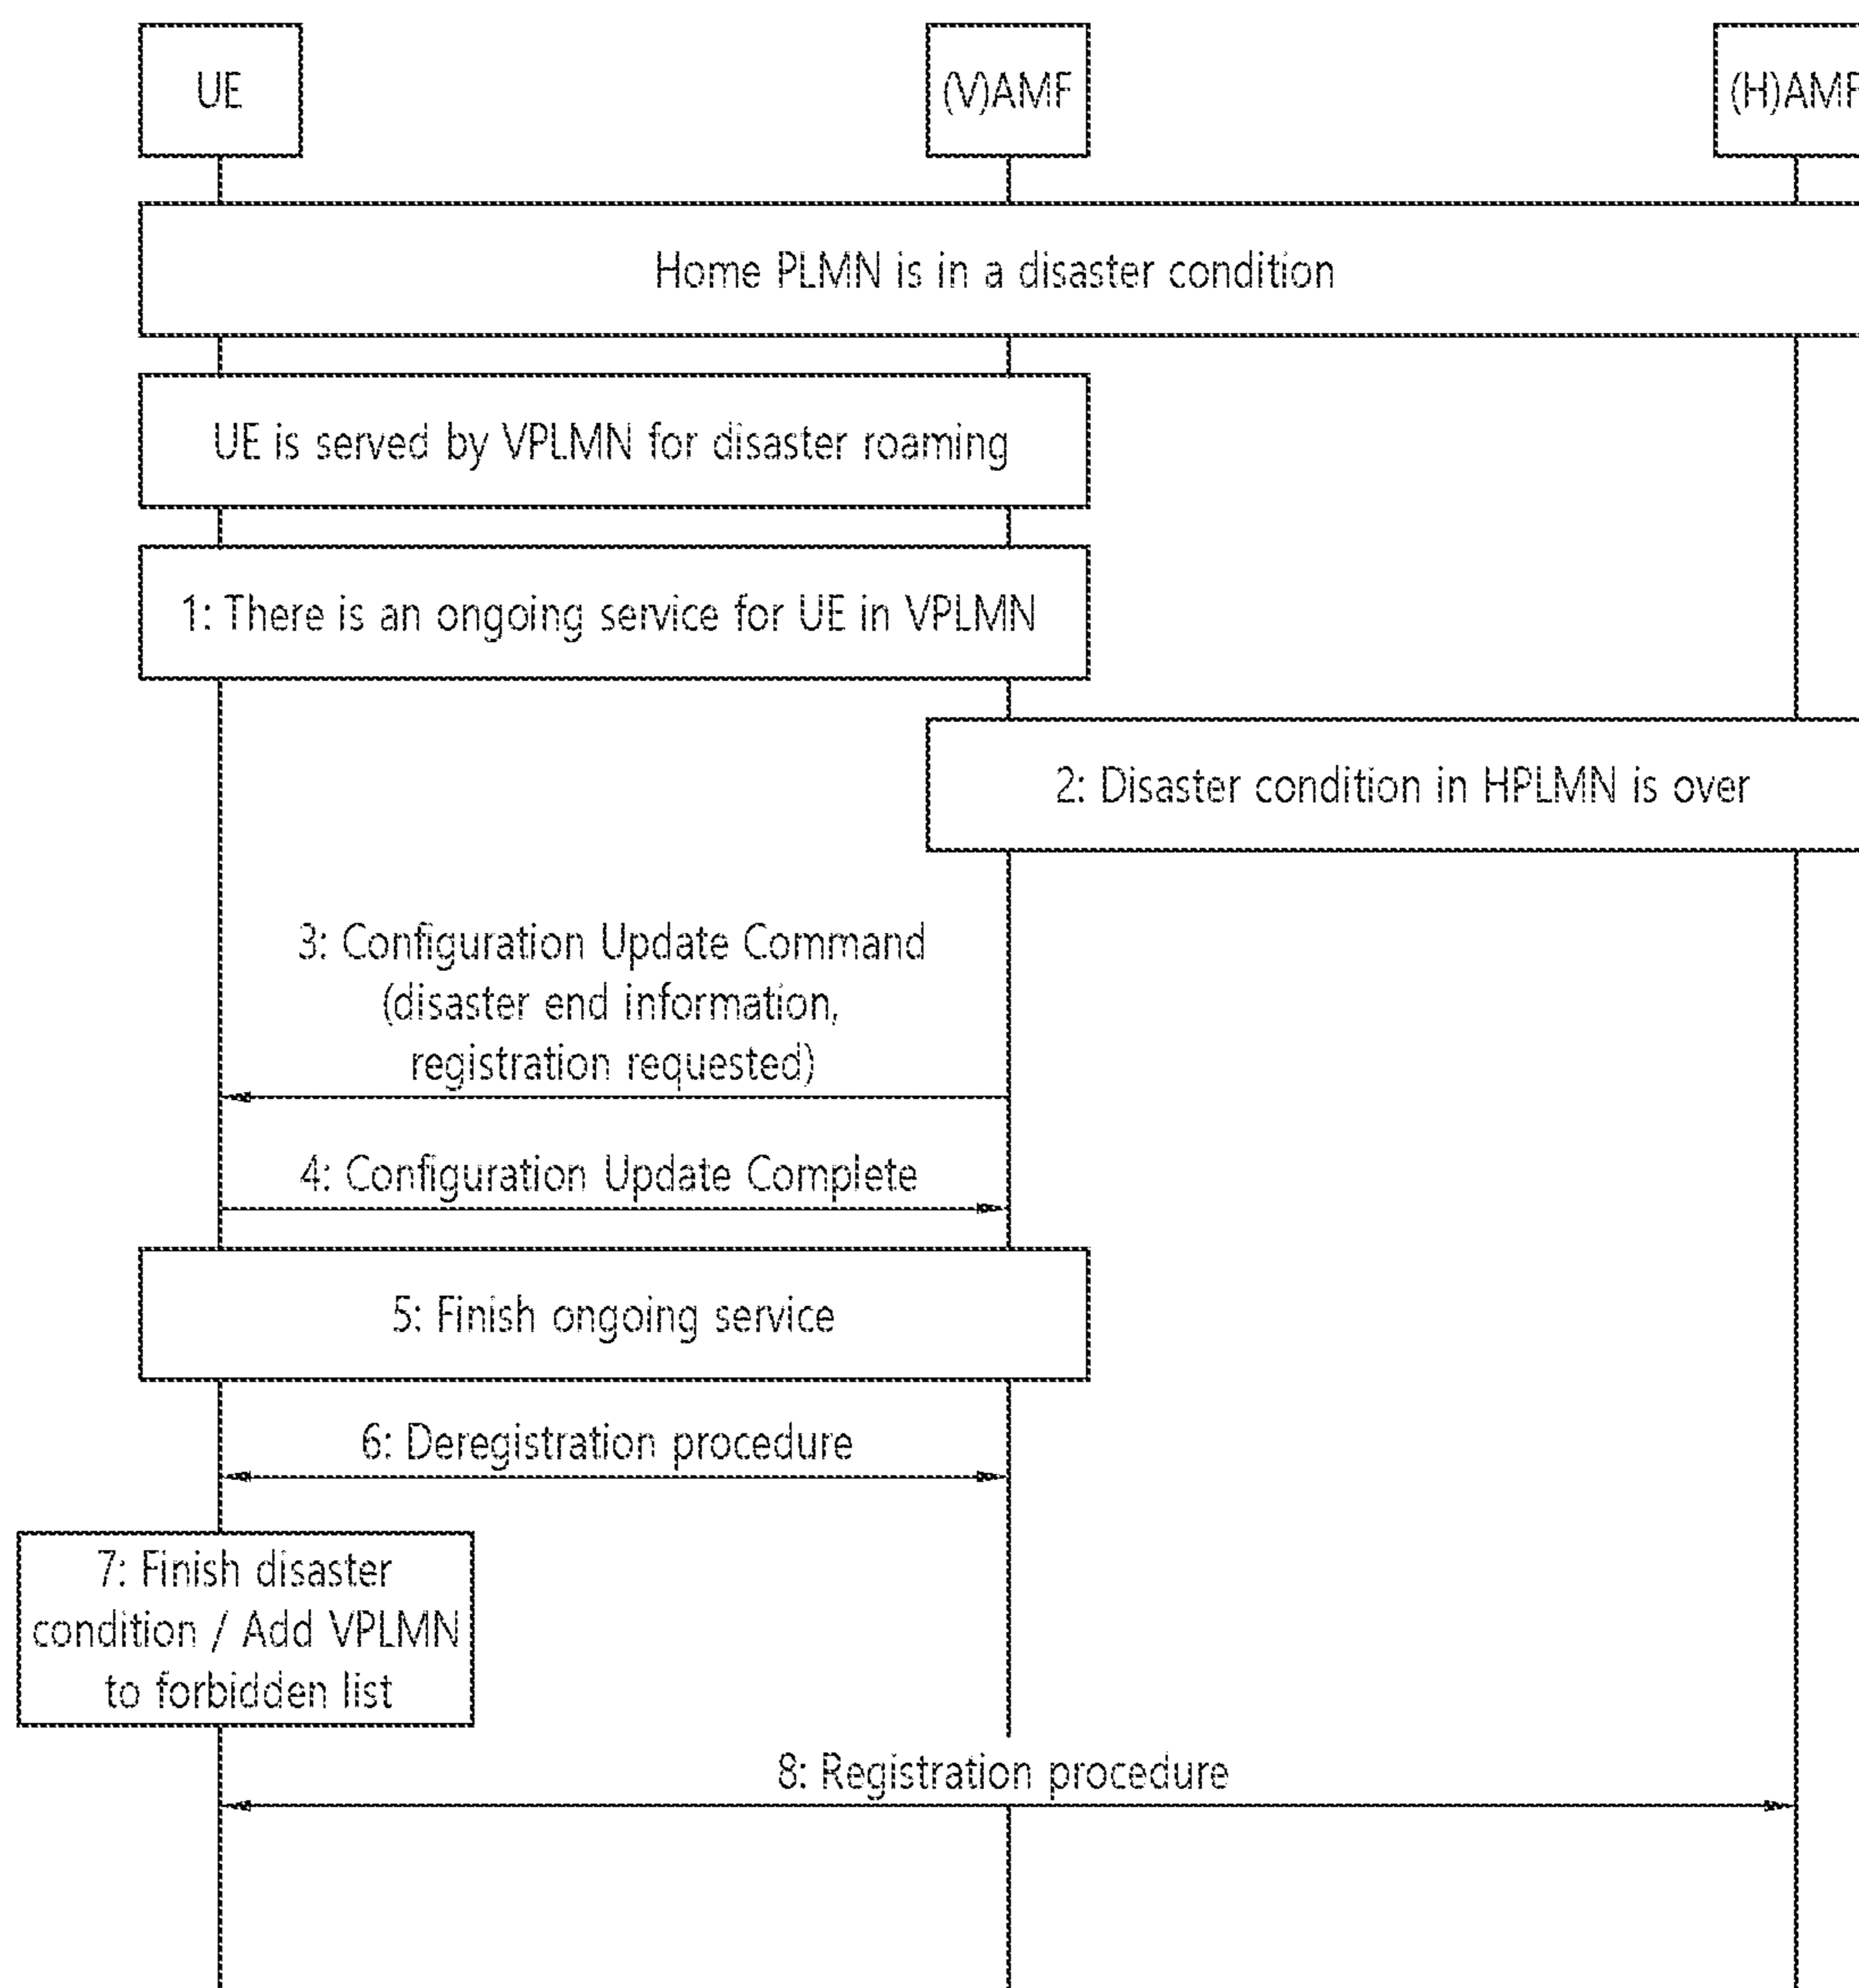 UE
(V)AMF
(H)AMF
Home PLMN is in a disaster condition
UE is served by VPLMN for disaster roaming
1: There is an ongoing service for UE in VPLMN
2: Disaster condition in HPLMN is over
3: Configuration Update Command
(disaster end information,
registration requested)
4: Configuration Update Complete
5: Finish ongoing service
6: Deregistration procedure
7: Finish disaster
condition / Add VPLMN
to forbidden list
8: Registration procedure